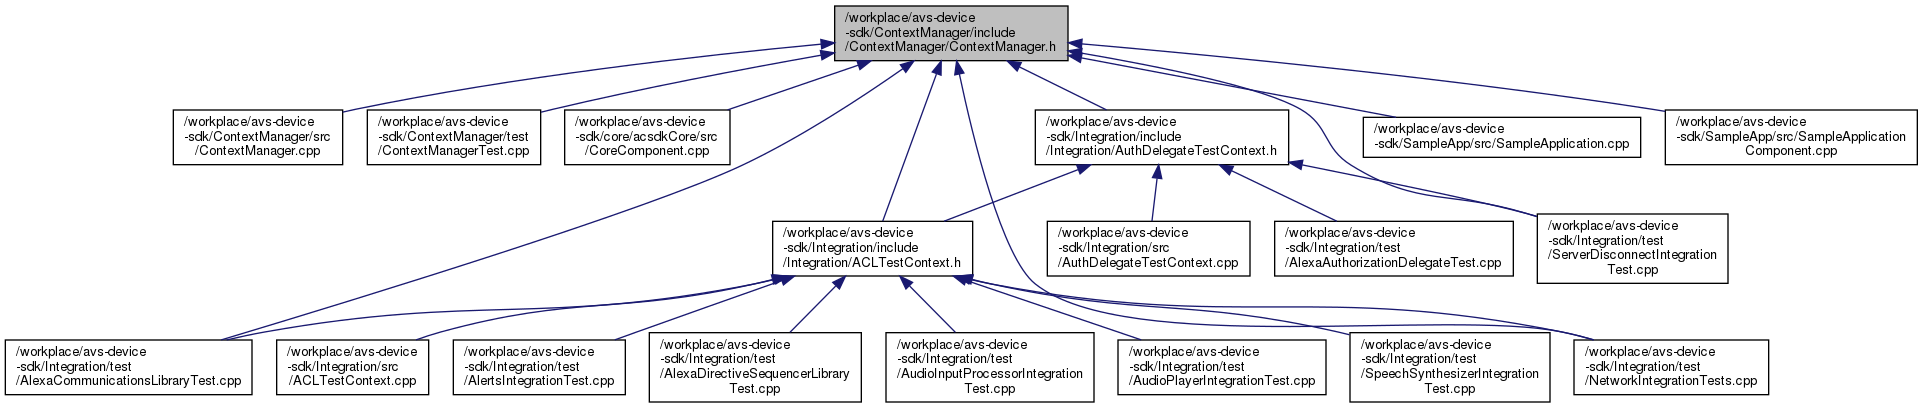 /workplace/avs-device
-sdk/ContextManager/include
/ContextManager/ContextManager.h
/workplace/avs-device
-sdk/ContextManager/src
/ContextManager.cpp
/workplace/avs-device
-sdk/ContextManager/test
/ContextManagerTest.cpp
/workplace/avs-device
-sdk/core/acsdkCore/src
/CoreComponent.cpp
/workplace/avs-device
-sdk/Integration/include
/Integration/AuthDelegateTestContext.h
/workplace/avs-device
-sdk/SampleApp/src/SampleApplication.cpp
/workplace/avs-device
-sdk/SampleApp/src/SampleApplication
Component.cpp
/workplace/avs-device
-sdk/Integration/include
/Integration/ACLTestContext.h
/workplace/avs-device
-sdk/Integration/src
/AuthDelegateTestContext.cpp
/workplace/avs-device
-sdk/Integration/test
/AlexaAuthorizationDelegateTest.cpp
/workplace/avs-device
-sdk/Integration/test
/ServerDisconnectIntegration
Test.cpp
/workplace/avs-device
-sdk/Integration/test
/AlexaCommunicationsLibraryTest.cpp
/workplace/avs-device
-sdk/Integration/src
/ACLTestContext.cpp
/workplace/avs-device
-sdk/Integration/test
/AlertsIntegrationTest.cpp
/workplace/avs-device
-sdk/Integration/test
/AlexaDirectiveSequencerLibrary
Test.cpp
/workplace/avs-device
-sdk/Integration/test
/AudioInputProcessorIntegration
Test.cpp
/workplace/avs-device
-sdk/Integration/test
/AudioPlayerIntegrationTest.cpp
/workplace/avs-device
-sdk/Integration/test
/SpeechSynthesizerIntegration
Test.cpp
/workplace/avs-device
-sdk/Integration/test
/NetworkIntegrationTests.cpp